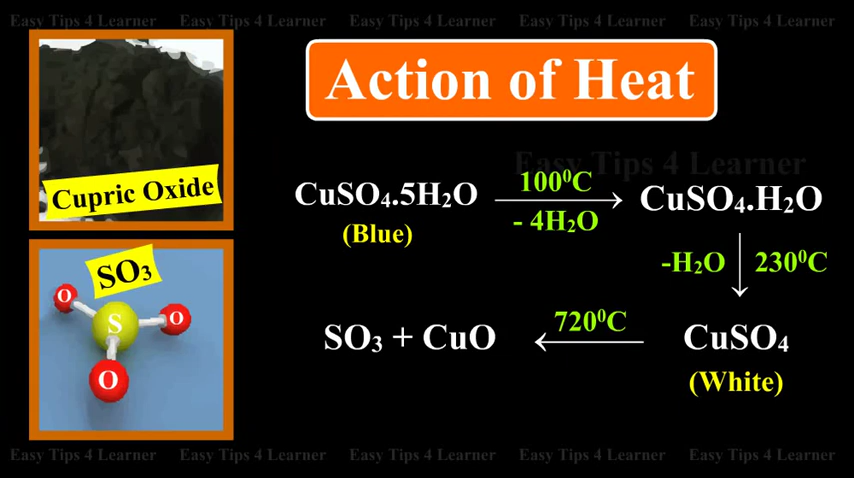 Easy Tips 4 Learner Easy Tips 4 Learner Easy Tips 4 Learner Easy Tips 4 Learner Easy Tips 4 Learner
Action of Heat
Cupric Oxide
Easy Tips 4 Learner
CuSO₄.5H₂O
(Blue)
100⁰C
- 4H₂O
CuSO₄.H₂O
-H₂O
230⁰C
SO₃
O
S
O
O
SO₃ + CuO
720⁰C
CuSO₄
(White)
Easy Tips 4 Learner Easy Tips 4 Learner Easy Tips 4 Learner Easy Tips 4 Learner Easy Tips 4 Learner